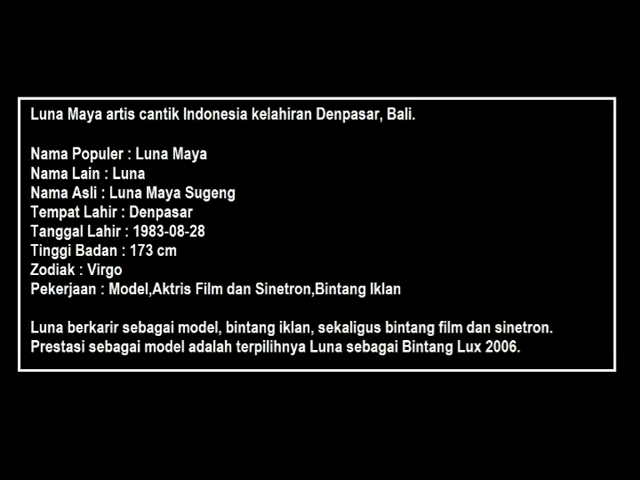 Luna Maya artis cantik Indonesia kelahiran Denpasar, Bali.
Nama Populer : Luna Maya
Nama Lain : Luna
Nama Asli : Luna Maya Sugeng
Tempat Lahir : Denpasar
Tanggal Lahir : 1983-08-28
Tinggi Badan : 173 cm
Zodiak : Virgo
Pekerjaan : Model,Aktris Film dan Sinetron,Bintang Iklan
Luna berkarir sebagai model, bintang iklan, sekaligus bintang film dan sinetron.
Prestasi sebagai model adalah terpilihnya Luna sebagai Bintang Lux 2006.